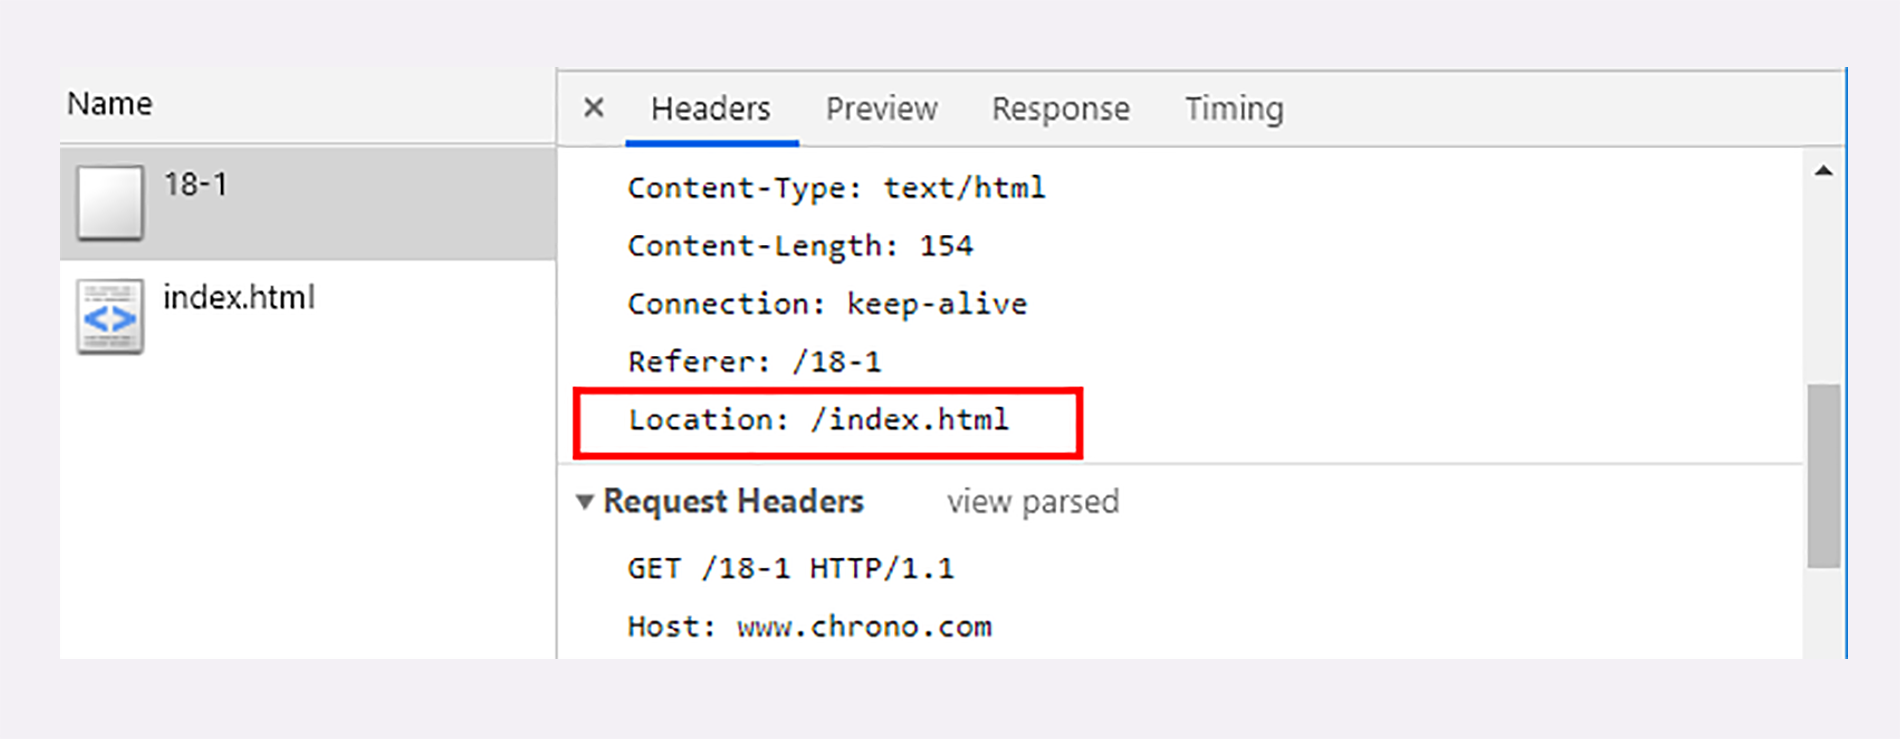 Name
18-1
index.html
× Headers Preview Response Timing
Content-Type: text/html
Content-Length: 154
Connection: keep-alive
Referer: /18-1
Location: /index.html
Request Headers view parsed
GET /18-1 HTTP/1.1
Host: www.chrono.com